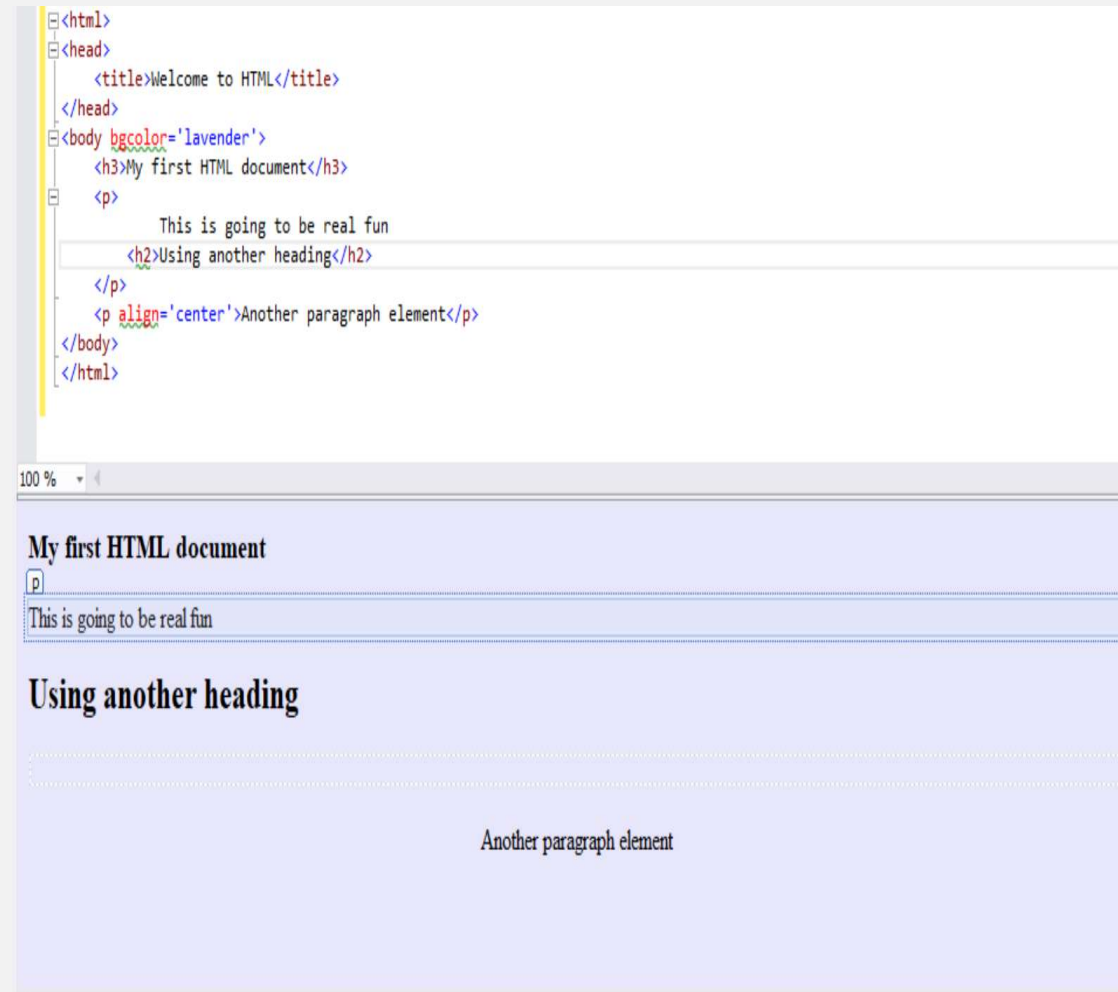 <html>
<head>
<title>Welcome to HTML</title>
</head>
<body bgcolor='lavender'>
<h3>My first HTML document</h3>
<p>
This is going to be real fun
<h2>Using another heading</h2>
</p>
<p align='center'>Another paragraph element</p>
</body>
</html>
100 %
My first HTML document
p
This is going to be real fun
Using another heading
Another paragraph element